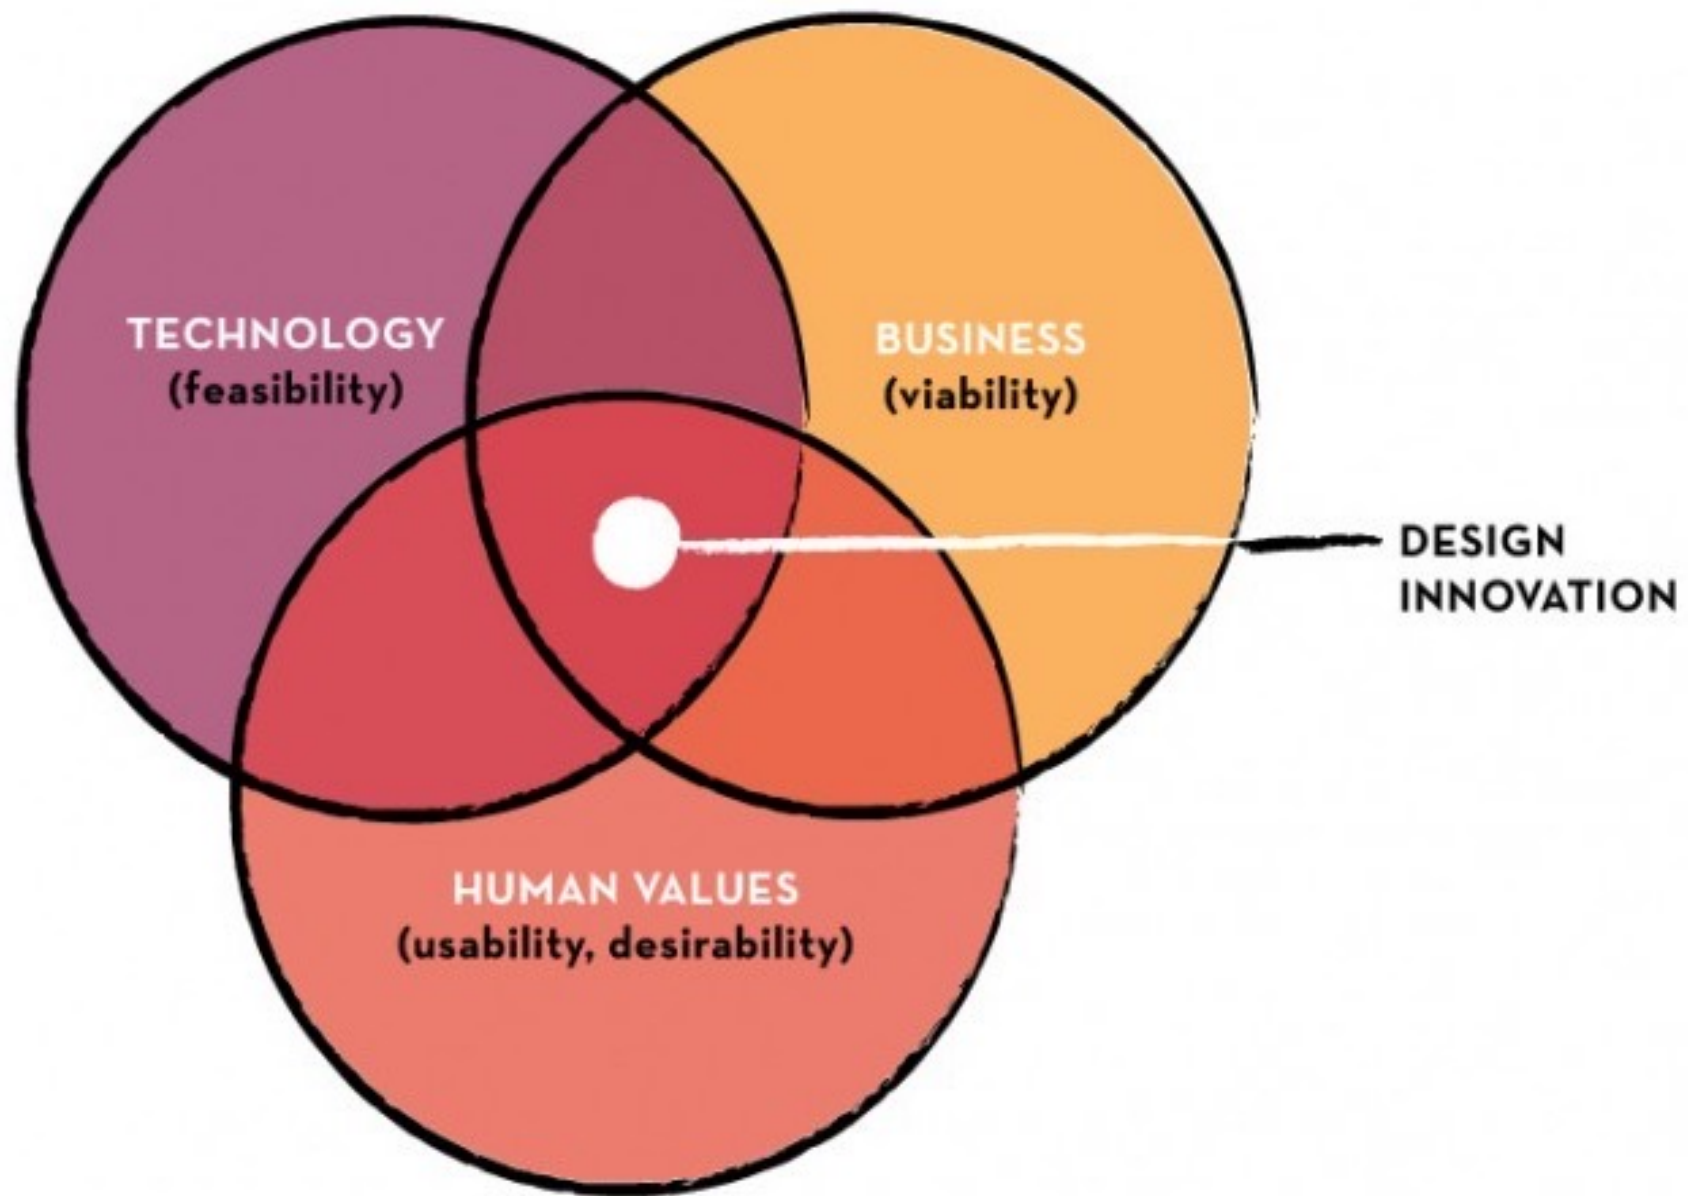 TECHNOLOGY
(feasibility)
BUSINESS
(viability)
DESIGN
INNOVATION
HUMAN VALUES
(usability, desirability)